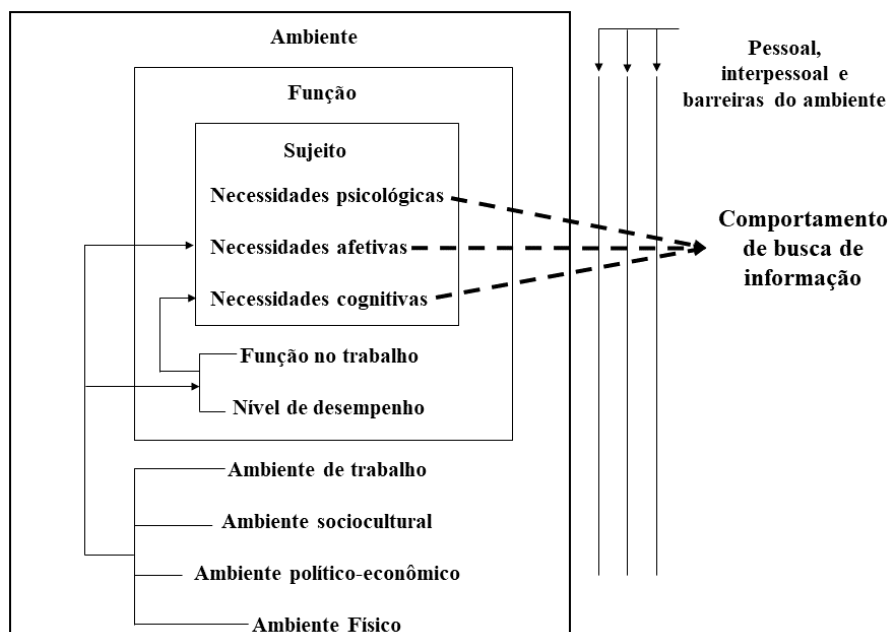 Ambiente
Função
Sujeito
Necessidades psicológicas
Necessidades afetivas
Necessidades cognitivas
Função no trabalho
Nível de desempenho
Ambiente de trabalho
Ambiente sociocultural
Ambiente político-econômico
Ambiente Físico
Pessoal,
interpessoal e
barreiras do ambiente
Comportamento
de busca de
informação